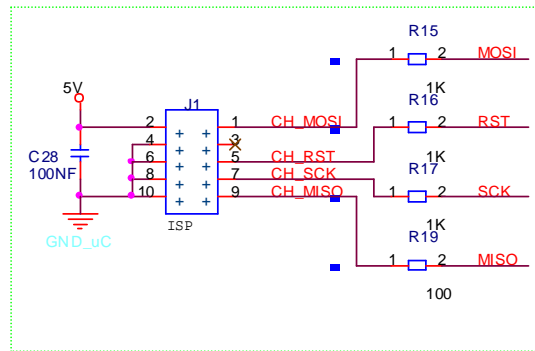 R15
1 2 MOSI
1K
5V
J1
R16
2 1 CH_MOSI
1 2 RST
4 3
C28
100NF
6 5 CH_RST
1K
R17
8 7 CH_SCK
10 9 CH_MISO
1 2 SCK
ISP
1K
R19
GND_uC
1 2 MISO
100